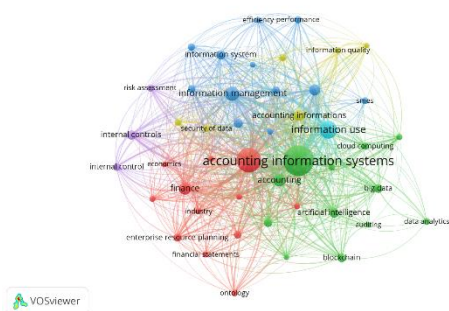 efficiency performance
information system
information quality
risk assessment
information management
smes
accounting informations
security of data
information use
internal controls
cloud computing
accounting information systems
internal control
economics
accounting
finance
big data
industry
artificial intelligence
auditing
data analytics
enterprise resource planning
financial statements
blockchain
ontology
VOSviewer